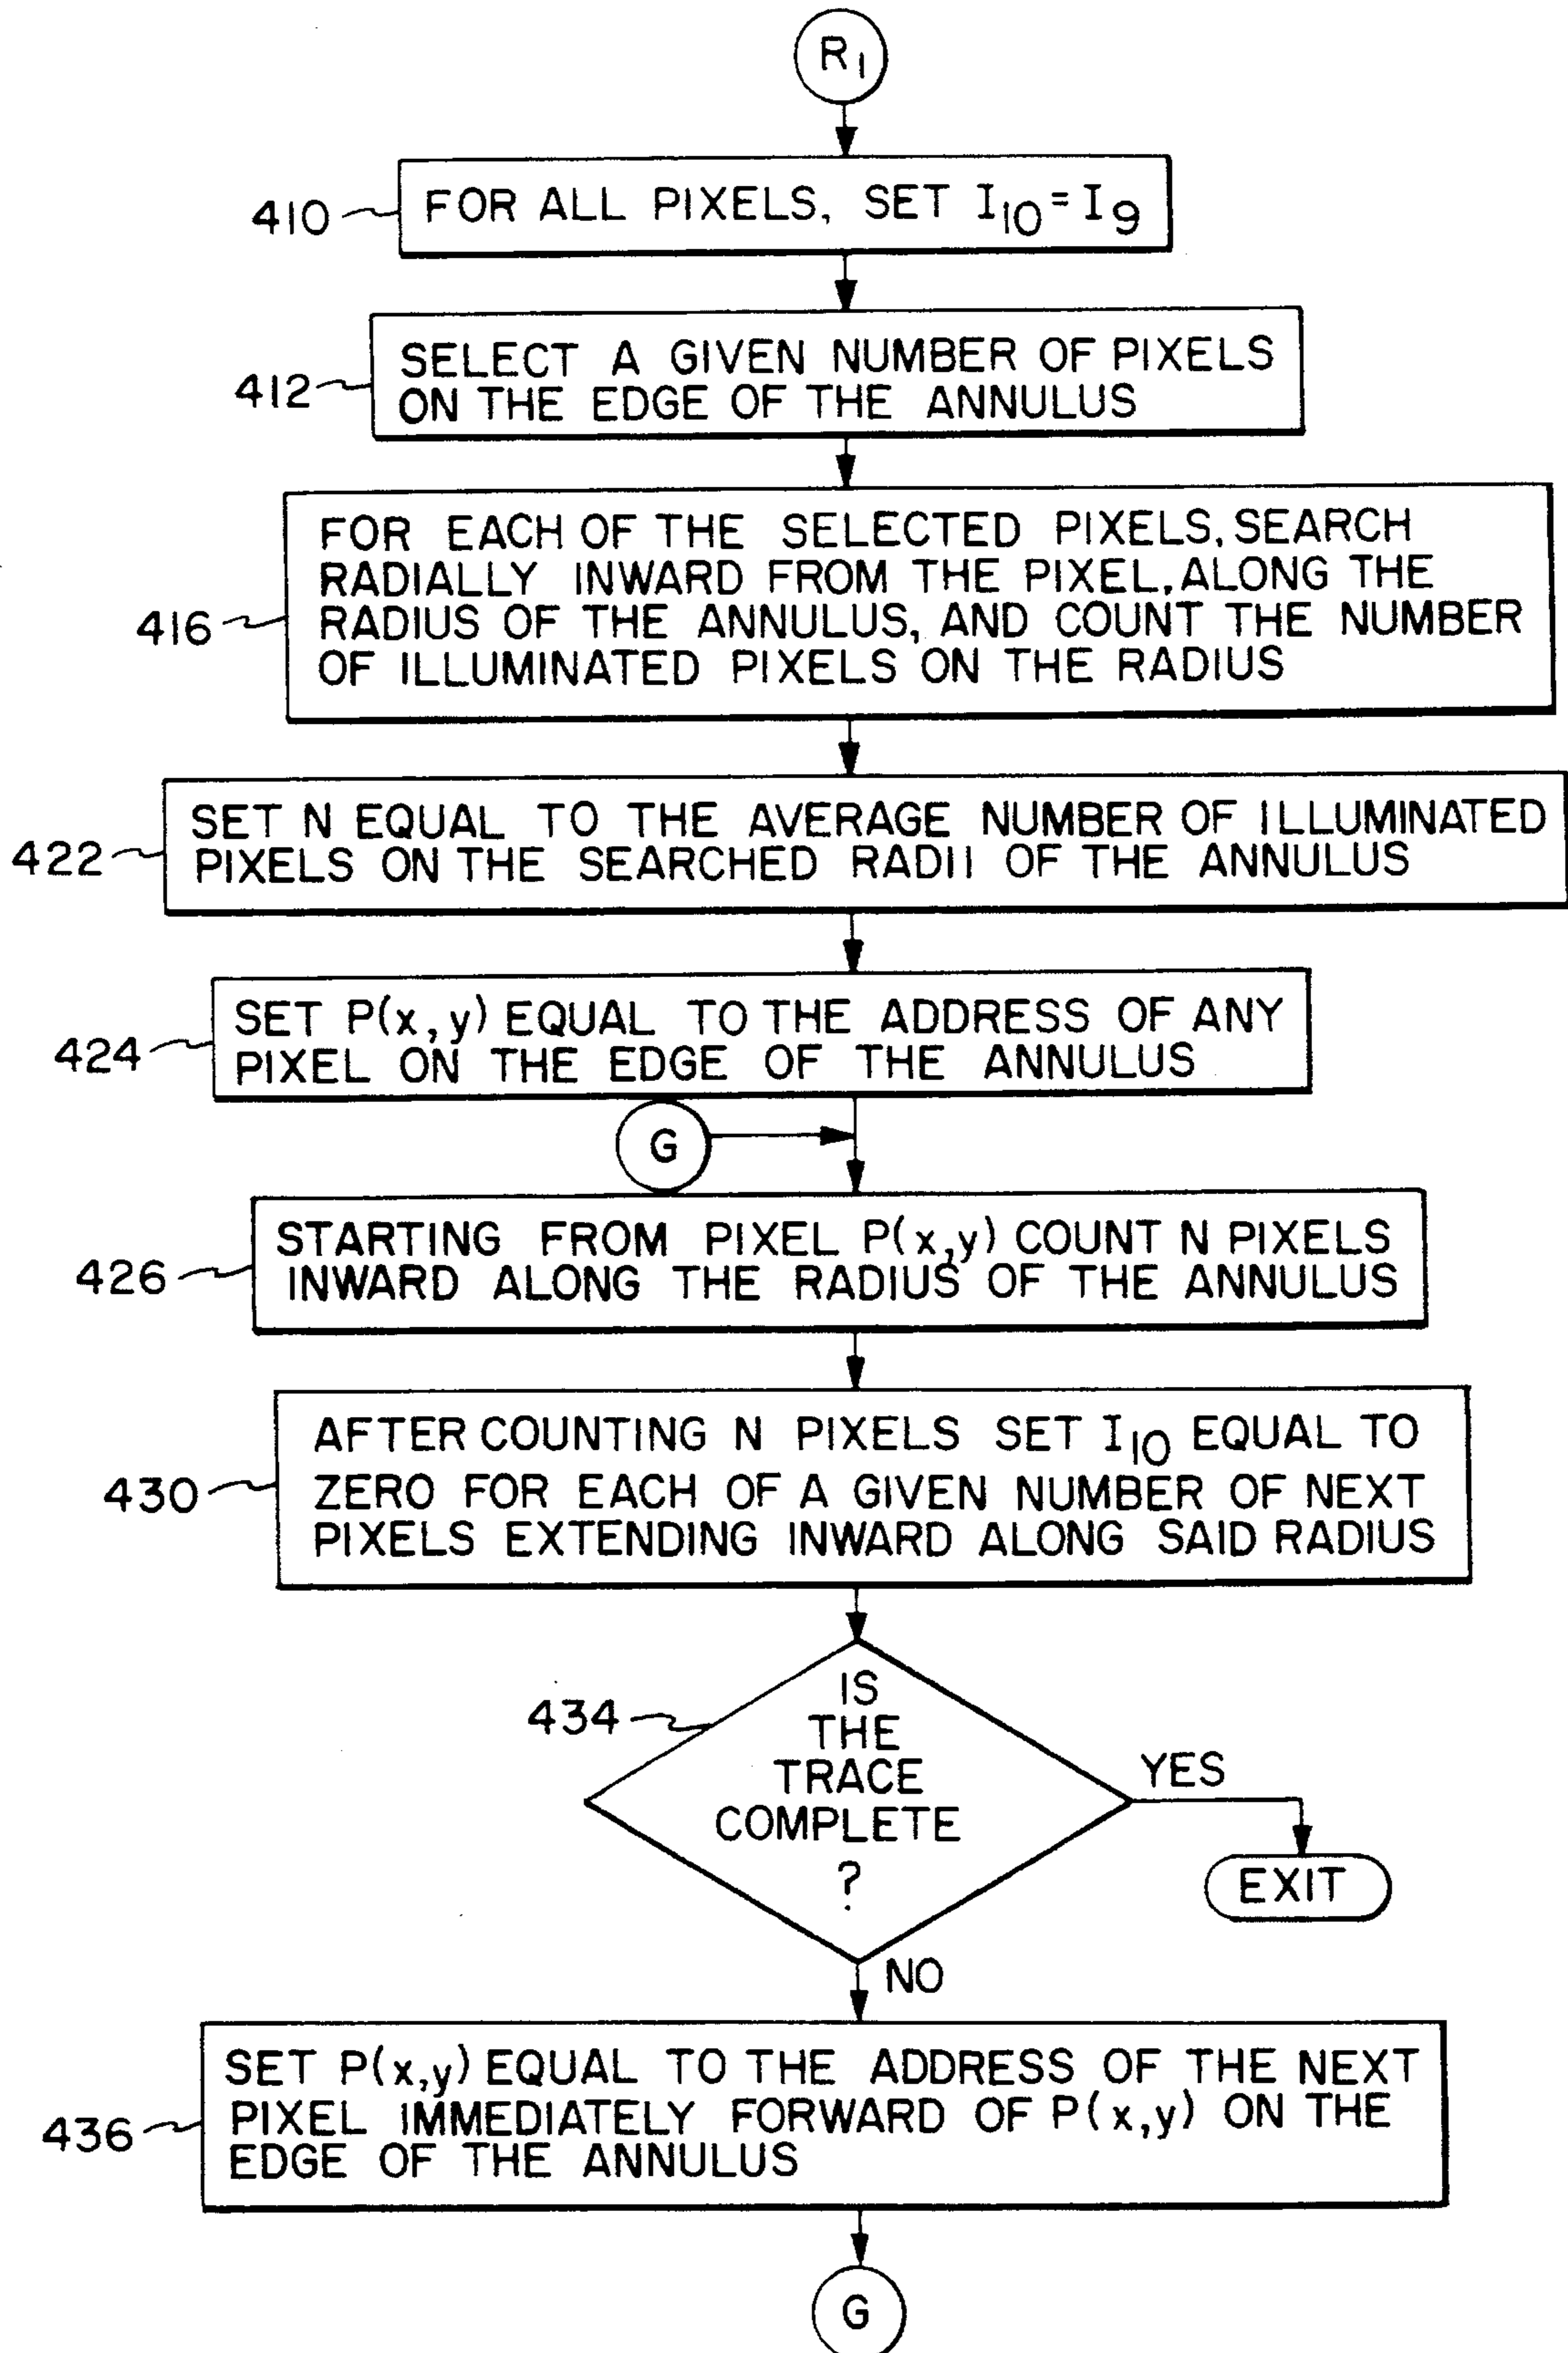 R1
410
FOR ALL PIXELS, SET I10 = I9
412
SELECT A GIVEN NUMBER OF PIXELS
ON THE EDGE OF THE ANNULUS
416
FOR EACH OF THE SELECTED PIXELS, SEARCH
RADIALLY INWARD FROM THE PIXEL, ALONG THE
RADIUS OF THE ANNULUS, AND COUNT THE NUMBER
OF ILLUMINATED PIXELS ON THE RADIUS
422
SET N EQUAL TO THE AVERAGE NUMBER OF ILLUMINATED
PIXELS ON THE SEARCHED RADII OF THE ANNULUS
424
SET P(x,y) EQUAL TO THE ADDRESS OF ANY
PIXEL ON THE EDGE OF THE ANNULUS
G
426
STARTING FROM PIXEL P(x,y) COUNT N PIXELS
INWARD ALONG THE RADIUS OF THE ANNULUS
430
AFTER COUNTING N PIXELS SET I10 EQUAL TO
ZERO FOR EACH OF A GIVEN NUMBER OF NEXT
PIXELS EXTENDING INWARD ALONG SAID RADIUS
434
IS
THE
TRACE
COMPLETE
?
YES
EXIT
NO
436
SET P(x,y) EQUAL TO THE ADDRESS OF THE NEXT
PIXEL IMMEDIATELY FORWARD OF P(x,y) ON THE
EDGE OF THE ANNULUS
G